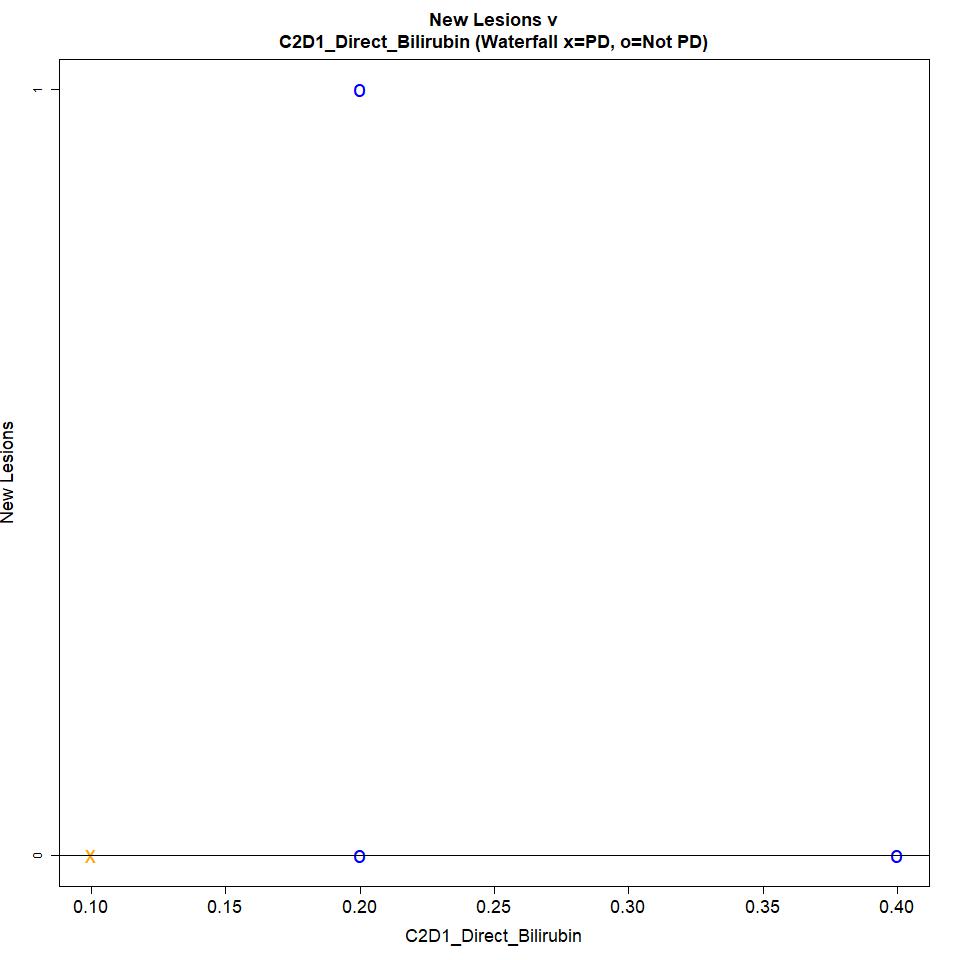 New Lesions v
C2D1_Direct_Bilirubin (Waterfall x=PD, o=Not PD)
1
o
New Lesions
0
x
o
o
0.10 0.15 0.20 0.25 0.30 0.35 0.40
C2D1_Direct_Bilirubin